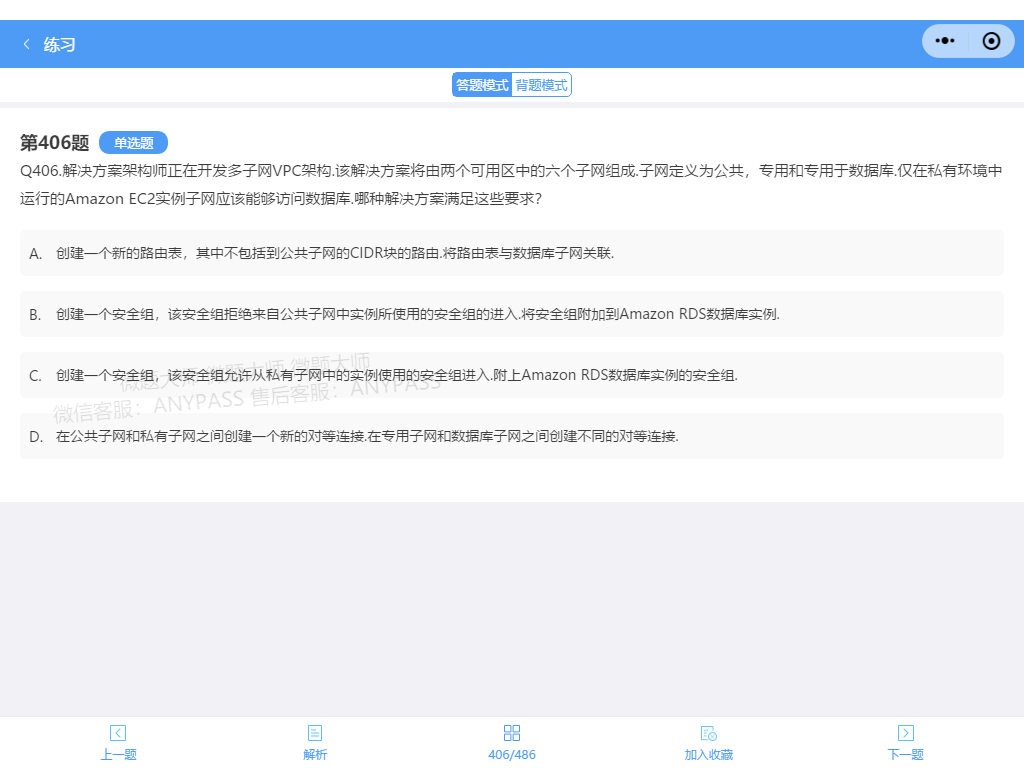 练习
答题模式 背题模式
第406题 单选题
Q406.解决方案架构师正在开发多子网VPC架构.该解决方案将由两个可用区中的六个子网组成.子网定义为公共，专用和专用于数据库.仅在私有环境中
运行的Amazon EC2实例子网应该能够访问数据库.哪种解决方案满足这些要求?
A. 创建一个新的路由表，其中不包括到公共子网的CIDR块的路由.将路由表与数据库子网关联.
B. 创建一个安全组，该安全组拒绝来自公共子网中实例所使用的安全组的进入.将安全组附加到Amazon RDS数据库实例.
微题大师 微题大师 微题大师
C. 创建一个安全组，该安全组允许从私有子网中的实例使用的安全组进入.附上Amazon RDS数据库实例的安全组.
微信客服：ANYPASS 售后客服：ANYPASS
D. 在公共子网和私有子网之间创建一个新的对等连接.在专用子网和数据库子网之间创建不同的对等连接.
上一题 解析 406/486 加入收藏 下一题